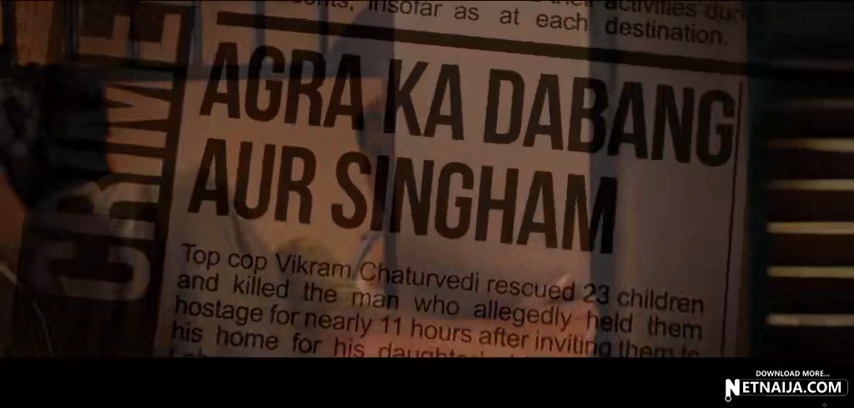 insofar as at each
activities
destination.
CRIME
AGRA KA DABANG
AUR SINGHAM
Top cop Vikram Chaturvedi rescued 23 children
and killed the man who allegedly held them
hostage for nearly 11 hours after inviting them to
his home for his daughter's
DOWNLOAD MORE...
NETNAIJA.COM